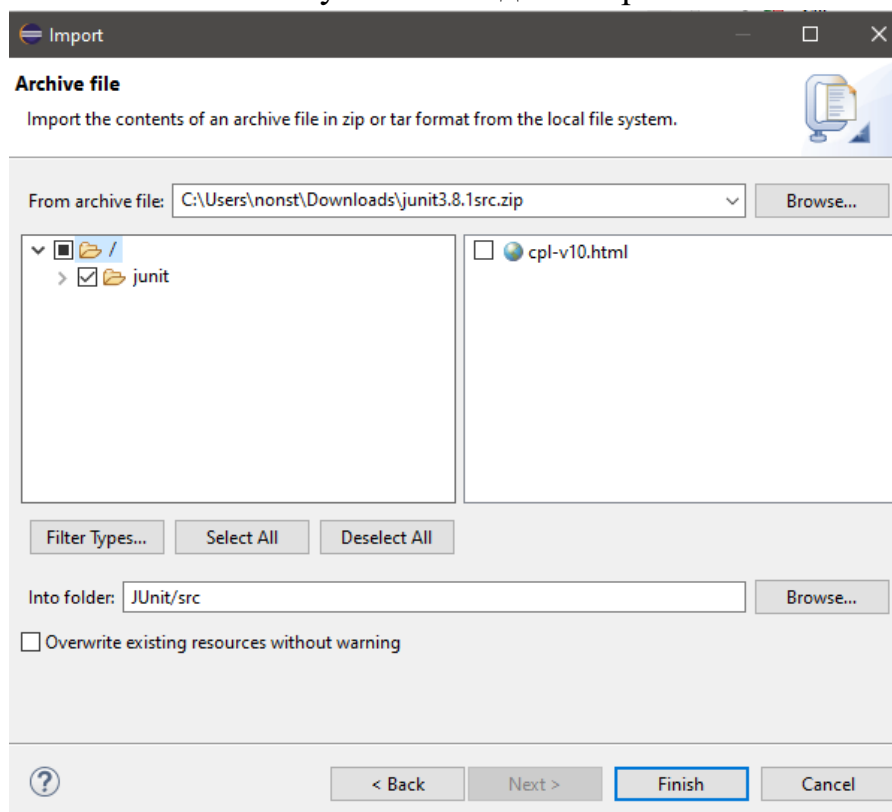 Import
Archive file
Import the contents of an archive file in zip or tar format from the local file system.
From archive file: C:\Users\nonst\Downloads\junit3.8.1src.zip Browse...
/
junit
cpl-v10.html
Filter Types... Select All Deselect All
Into folder: JUnit/src Browse...
Overwrite existing resources without warning
? < Back Next > Finish Cancel